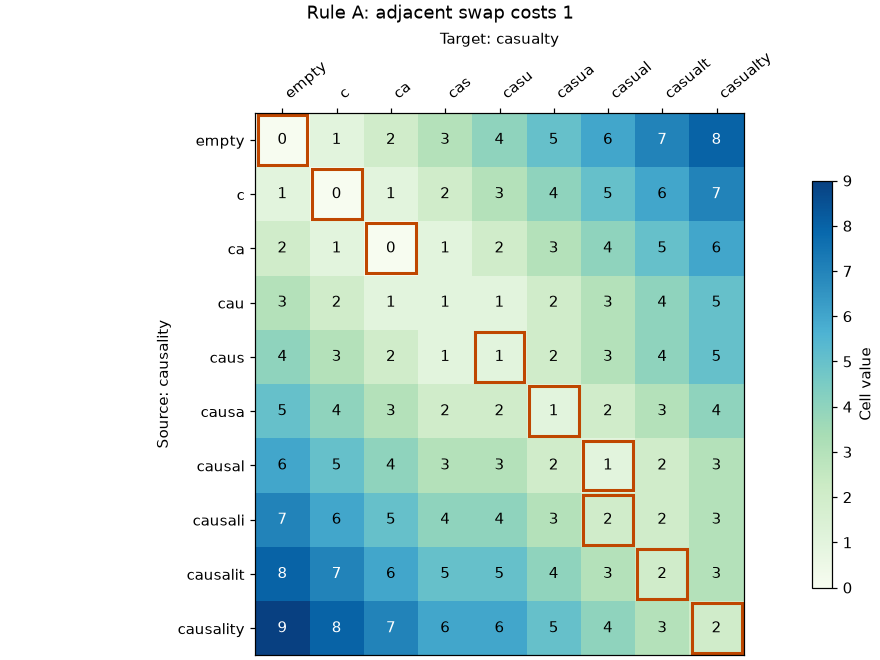 Rule A: adjacent swap costs 1
Target: casualty
empty c ca cas casu casua casual casualt casualty
empty 0 1 2 3 4 5 6 7 8
c 1 0 1 2 3 4 5 6 7
ca 2 1 0 1 2 3 4 5 6
cau 3 2 1 1 1 2 3 4 5
caus 4 3 2 1 1 2 3 4 5
causa 5 4 3 2 2 1 2 3 4
causal 6 5 4 3 3 2 1 2 3
causali 7 6 5 4 4 3 2 2 3
causalit 8 7 6 5 5 4 3 2 3
causality 9 8 7 6 6 5 4 3 2
Source: causality
9
8
7
6
5
4
3
2
1
0
Cell value